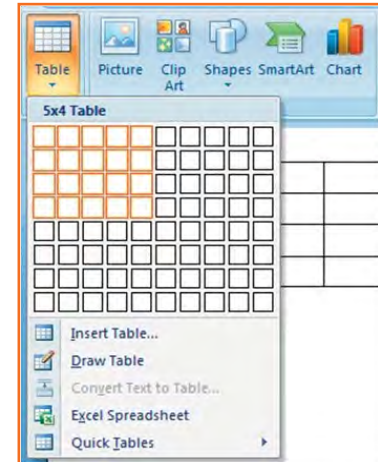 Table Picture Clip Art Shapes SmartArt Chart
5x4 Table
Insert Table...
Draw Table
Convert Text to Table...
Excel Spreadsheet
Quick Tables